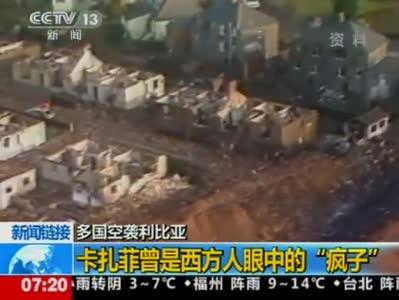 CCTV 13
新闻
资料
新闻链接
多国空袭利比亚
卡扎菲曾是西方人眼中的“疯子”
07:20 雨转阴 3~7℃ ・福州 阵雨 9~14℃ ・台北 阵